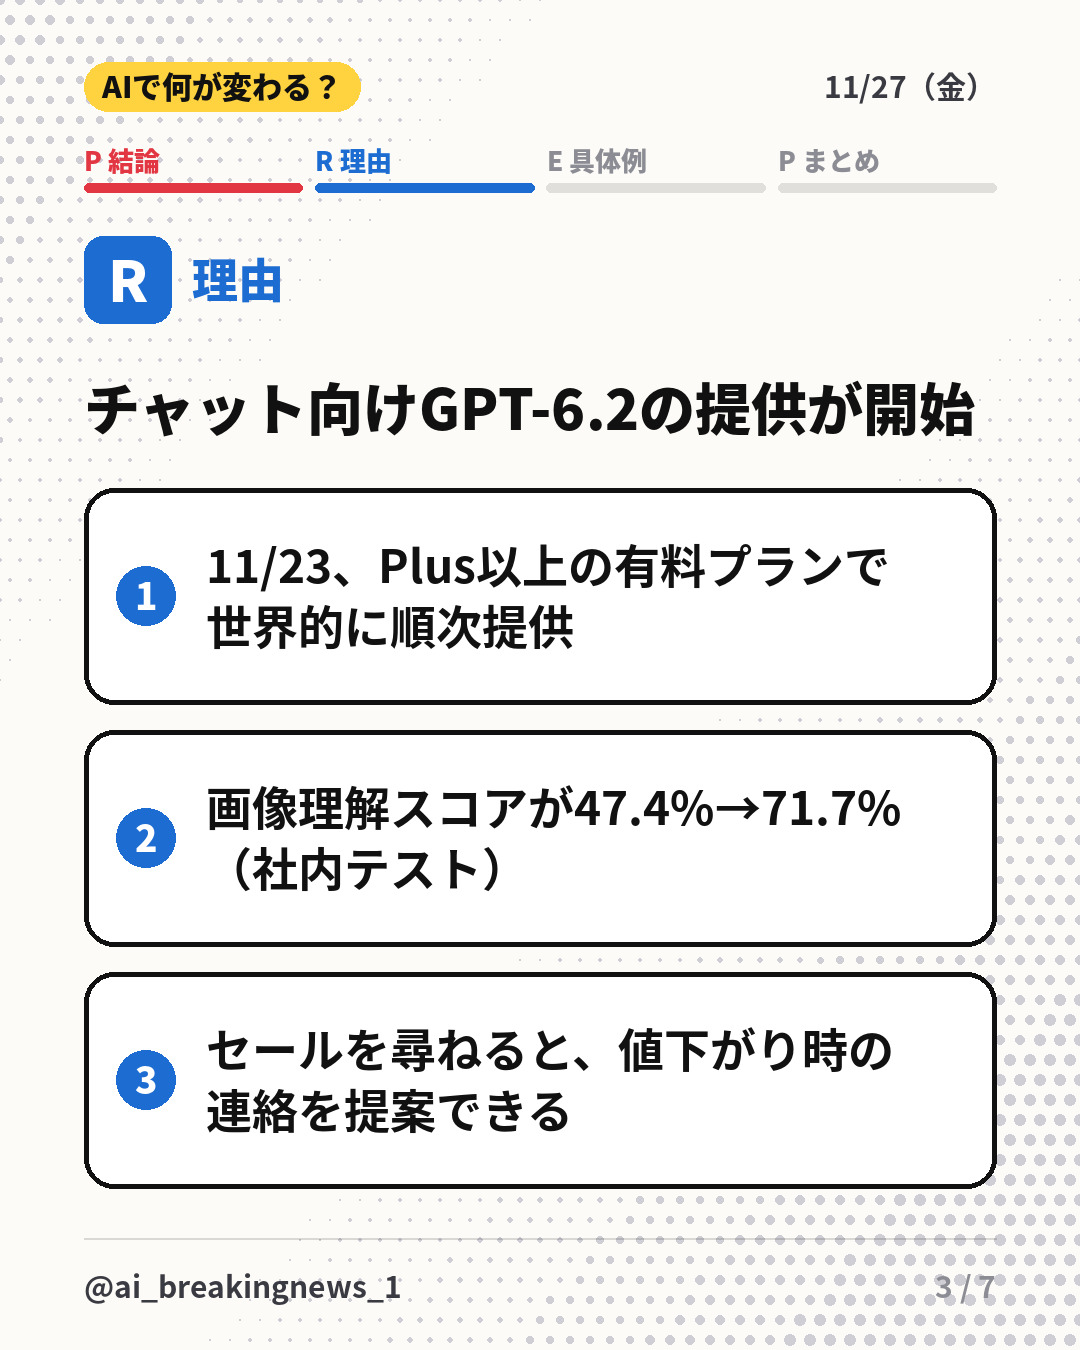 AIで何が変わる？
11/27（金）
P 結論
R 理由
E 具体例
P まとめ
R 理由
チャット向けGPT-6.2の提供が開始
1
11/23、Plus以上の有料プランで
世界的に順次提供
2
画像理解スコアが47.4%→71.7%
（社内テスト）
3
セールを尋ねると、値下がり時の
連絡を提案できる
@ai_breakingnews_1
3 / 7